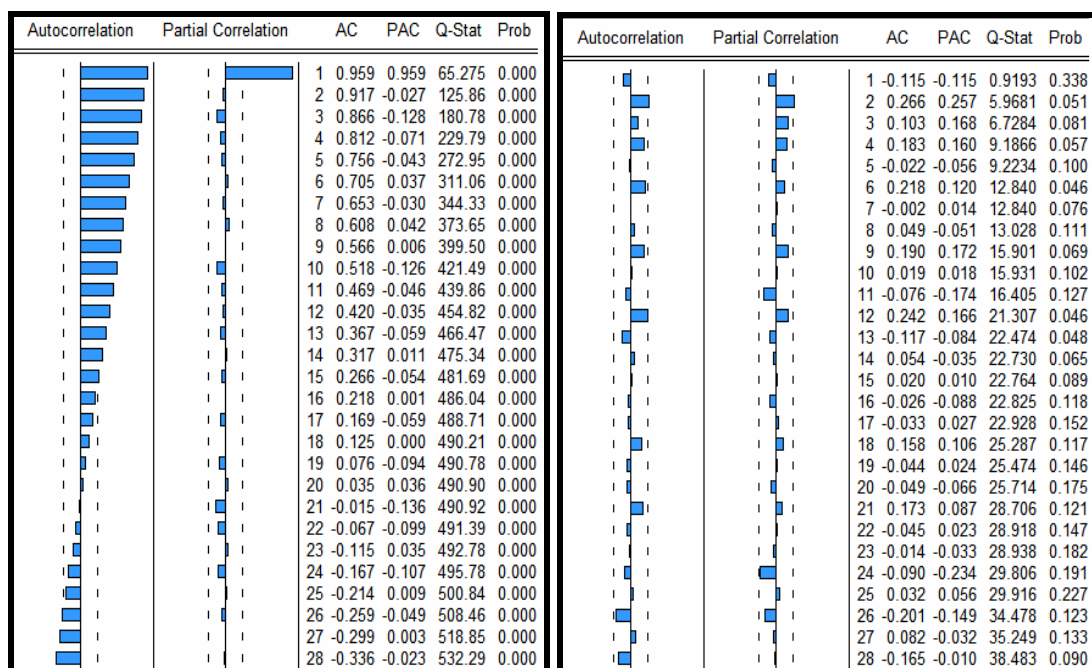 Autocorrelation Partial Correlation AC PAC Q-Stat Prob
1 0.959 0.959 65.275 0.000
2 0.917 -0.027 125.86 0.000
3 0.866 -0.128 180.78 0.000
4 0.812 -0.071 229.79 0.000
5 0.756 -0.043 272.95 0.000
6 0.705 0.037 311.06 0.000
7 0.653 -0.030 344.33 0.000
8 0.608 0.042 373.65 0.000
9 0.566 0.006 399.50 0.000
10 0.518 -0.126 421.49 0.000
11 0.469 -0.046 439.86 0.000
12 0.420 -0.035 454.82 0.000
13 0.367 -0.059 466.47 0.000
14 0.317 0.011 475.34 0.000
15 0.266 -0.054 481.69 0.000
16 0.218 0.001 486.04 0.000
17 0.169 -0.059 488.71 0.000
18 0.125 0.000 490.21 0.000
19 0.076 -0.094 490.78 0.000
20 0.035 0.036 490.90 0.000
21 -0.015 -0.136 490.92 0.000
22 -0.067 -0.099 491.39 0.000
23 -0.115 0.035 492.78 0.000
24 -0.167 -0.107 495.78 0.000
25 -0.214 0.009 500.84 0.000
26 -0.259 -0.049 508.46 0.000
27 -0.299 0.003 518.85 0.000
28 -0.336 -0.023 532.29 0.000
Autocorrelation Partial Correlation AC PAC Q-Stat Prob
1 -0.115 -0.115 0.9193 0.338
2 0.266 0.257 5.9681 0.051
3 0.103 0.168 6.7284 0.081
4 0.183 0.160 9.1866 0.057
5 -0.022 -0.056 9.2234 0.100
6 0.218 0.120 12.840 0.046
7 -0.002 0.014 12.840 0.076
8 0.049 -0.051 13.028 0.111
9 0.190 0.172 15.901 0.069
10 0.019 0.018 15.931 0.102
11 -0.076 -0.174 16.405 0.127
12 0.242 0.166 21.307 0.046
13 -0.117 -0.084 22.474 0.048
14 0.054 -0.035 22.730 0.065
15 0.020 0.010 22.764 0.089
16 -0.026 -0.088 22.825 0.118
17 -0.033 0.027 22.928 0.152
18 0.158 0.106 25.287 0.117
19 -0.044 0.024 25.474 0.146
20 -0.049 -0.066 25.714 0.175
21 0.173 0.087 28.706 0.121
22 -0.045 0.023 28.918 0.147
23 -0.014 -0.033 28.938 0.182
24 -0.090 -0.234 29.806 0.191
25 0.032 0.056 29.916 0.227
26 -0.201 -0.149 34.478 0.123
27 0.082 -0.032 35.249 0.133
28 -0.165 -0.010 38.483 0.090